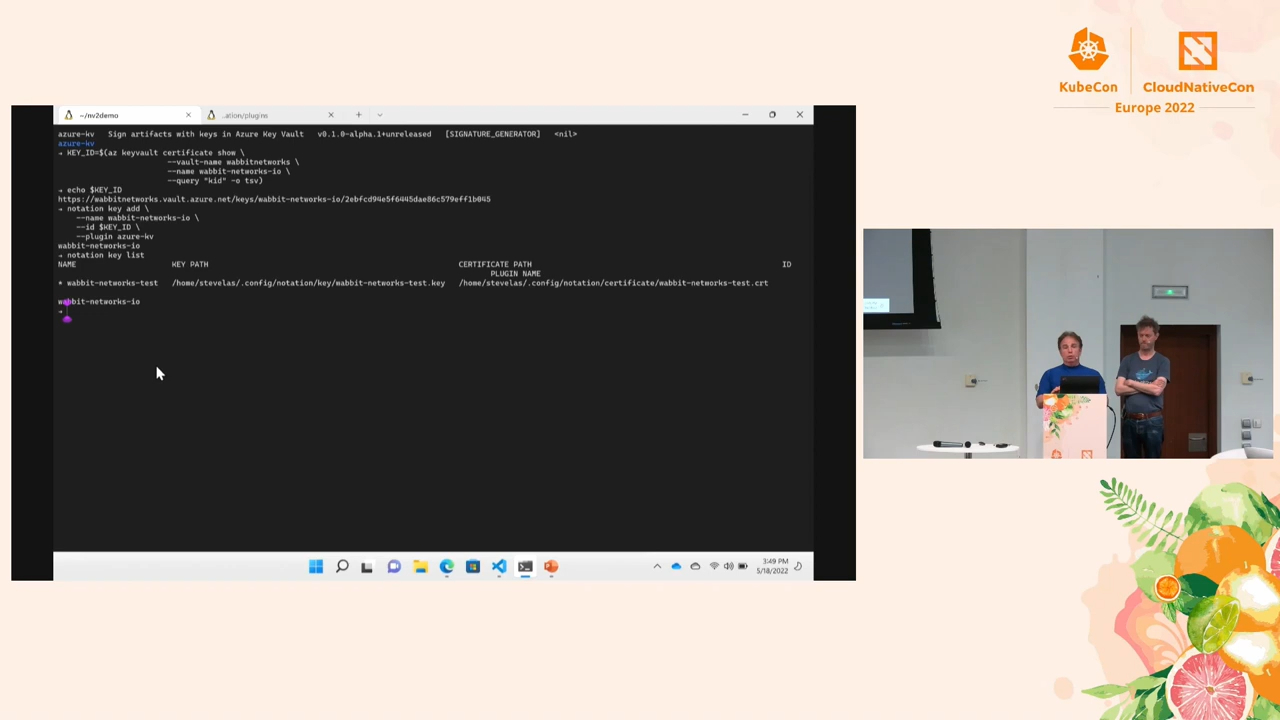 KubeCon
CloudNativeCon
Europe 2022
~/nv2demo
..ation/plugins
azure-kv Sign artifacts with keys in Azure Key Vault v0.1.0-alpha.1+unreleased [SIGNATURE_GENERATOR] <nil>
azure-kv
→ KEY_ID=$(az keyvault certificate show \
--vault-name wabbitnetworks \
--name wabbit-networks-io \
--query "kid" -o tsv)
→ echo $KEY_ID
https://wabbitnetworks.vault.azure.net/keys/wabbit-networks-io/2ebfcd94e5f6445dae86c579eff1b045
→ notation key add \
--name wabbit-networks-io \
--id $KEY_ID \
--plugin azure-kv
wabbit-networks-io
→ notation key list
NAME KEY PATH CERTIFICATE PATH ID
PLUGIN NAME
* wabbit-networks-test /home/stevelas/.config/notation/key/wabbit-networks-test.key /home/stevelas/.config/notation/certificate/wabbit-networks-test.crt
wabbit-networks-io
→
3:49 PM
5/18/2022